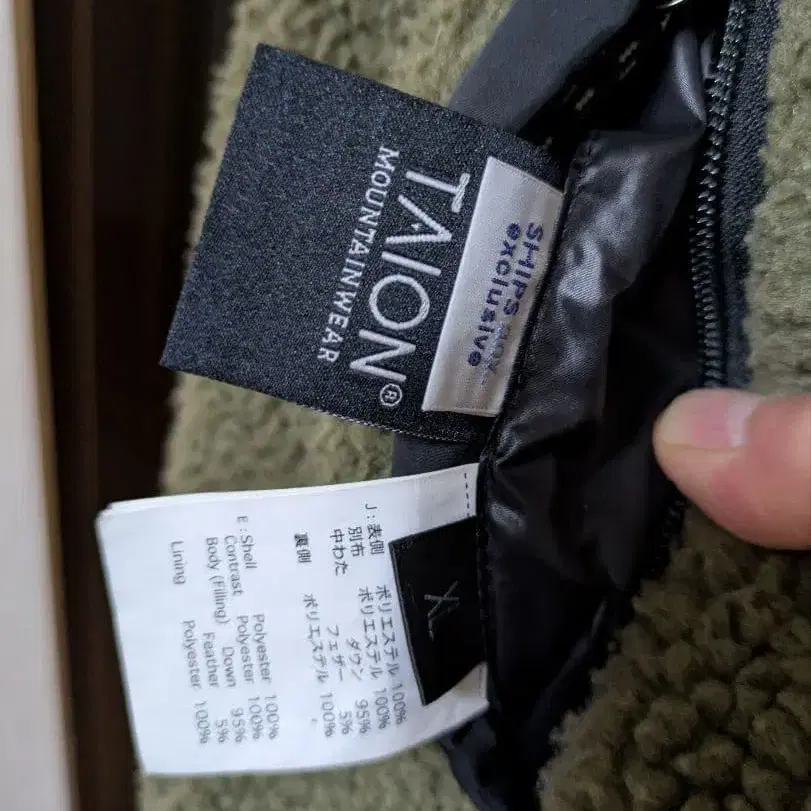 SHIPS any
exclusive
TAION®
MOUNTAINWEAR
XL
J：表側 ポリエステル 100%
別布 ポリエステル 100%
中わた ダウン 95%
フェザー 5%
裏側 ポリエステル 100%
E：Shell Polyester 100%
Contrast Polyester 100%
Body (Filling) Down 95%
Feather 5%
Lining Polyester 100%